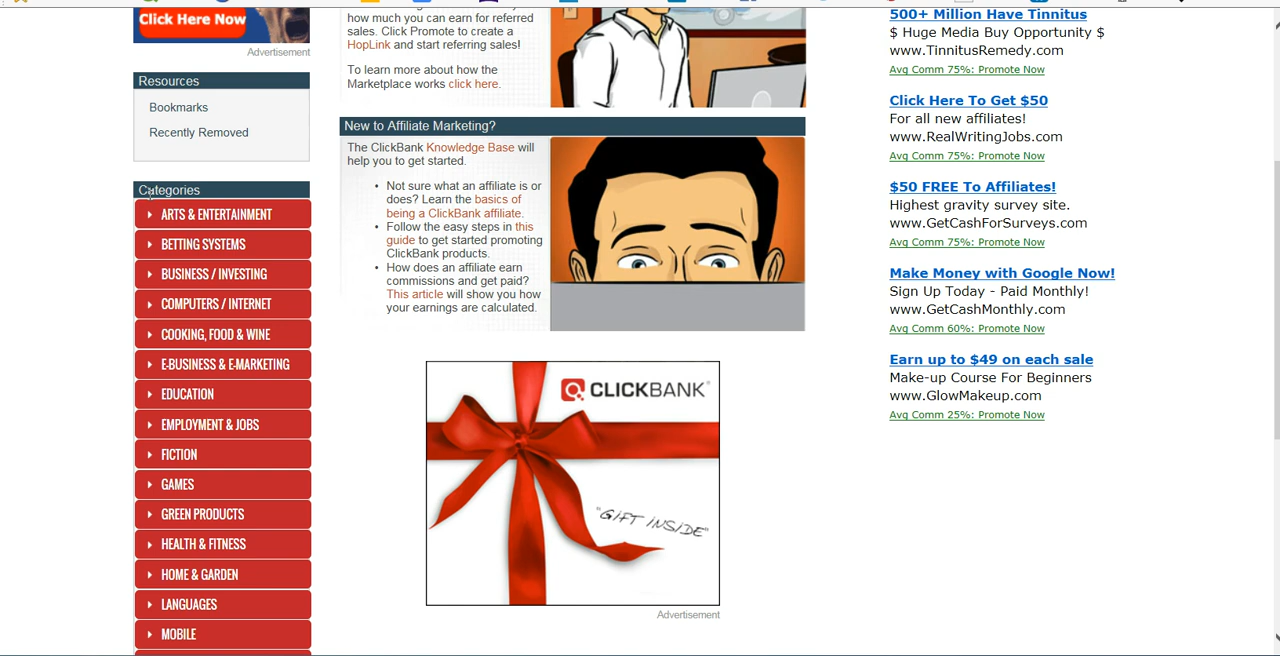 Click Here Now
Advertisement
Resources
Bookmarks
Recently Removed
Categories
ARTS & ENTERTAINMENT
BETTING SYSTEMS
BUSINESS / INVESTING
COMPUTERS / INTERNET
COOKING, FOOD & WINE
E-BUSINESS & E-MARKETING
EDUCATION
EMPLOYMENT & JOBS
FICTION
GAMES
GREEN PRODUCTS
HEALTH & FITNESS
HOME & GARDEN
LANGUAGES
MOBILE
how much you can earn for referred
sales. Click Promote to create a
HopLink and start referring sales!
To learn more about how the
Marketplace works click here.
New to Affiliate Marketing?
The ClickBank Knowledge Base will
help you to get started.
• Not sure what an affiliate is or
does? Learn the basics of
being a ClickBank affiliate.
• Follow the easy steps in this
guide to get started promoting
ClickBank products.
• How does an affiliate earn
commissions and get paid?
This article will show you how
your earnings are calculated.
CLICKBANK®
"GIFT INSIDE"
Advertisement
500+ Million Have Tinnitus
$ Huge Media Buy Opportunity $
www.TinnitusRemedy.com
Avg Comm 75%: Promote Now
Click Here To Get $50
For all new affiliates!
www.RealWritingJobs.com
Avg Comm 75%: Promote Now
$50 FREE To Affiliates!
Highest gravity survey site.
www.GetCashForSurveys.com
Avg Comm 75%: Promote Now
Make Money with Google Now!
Sign Up Today - Paid Monthly!
www.GetCashMonthly.com
Avg Comm 60%: Promote Now
Earn up to $49 on each sale
Make-up Course For Beginners
www.GlowMakeup.com
Avg Comm 25%: Promote Now